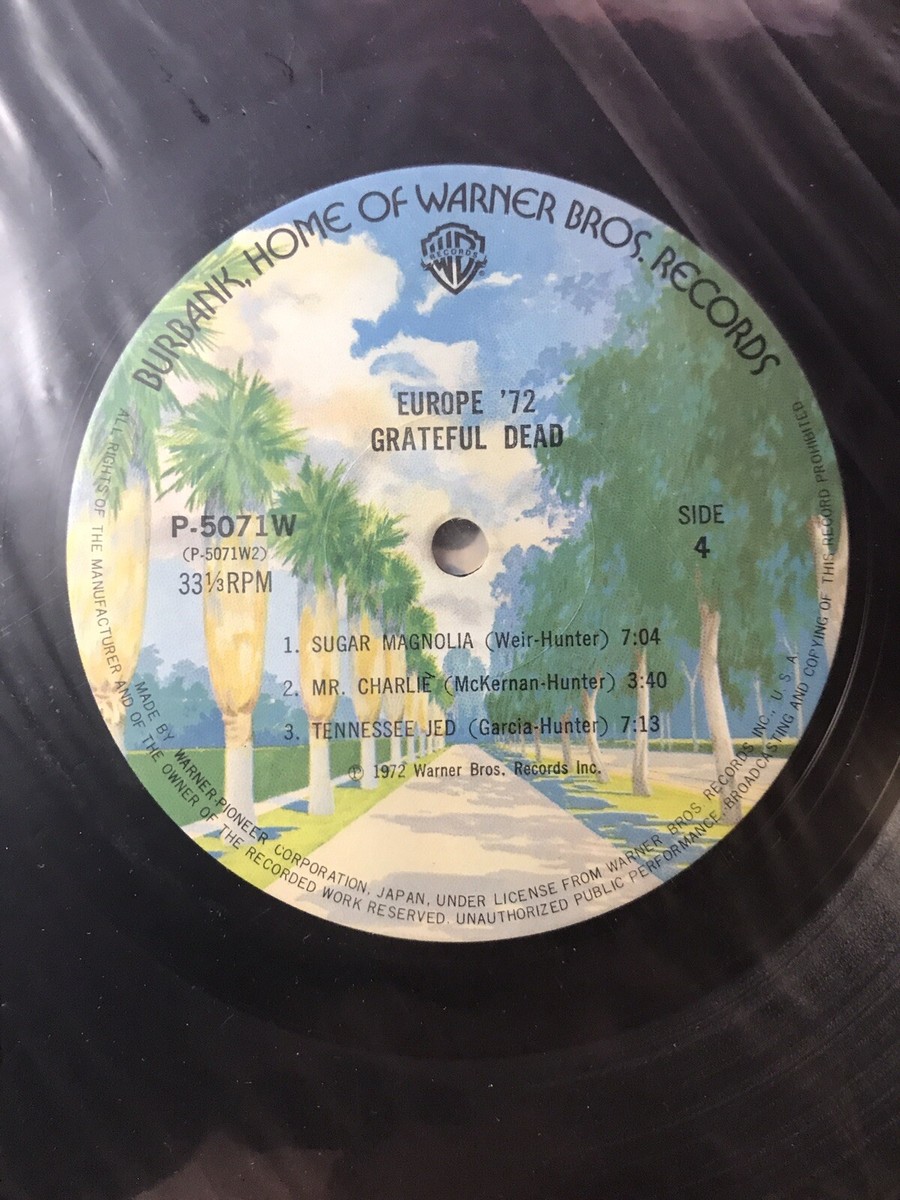 BURBANK, HOME OF WARNER BROS. RECORDS
WB
RECORDS
®
EUROPE '72
GRATEFUL DEAD
P-5071W
(P-5071W2)
33⅓RPM
SIDE
4
1. SUGAR MAGNOLIA (Weir-Hunter) 7:04
2. MR. CHARLIE (McKernan-Hunter) 3:40
3. TENNESSEE JED (Garcia-Hunter) 7:13
Ⓟ 1972 Warner Bros. Records Inc.
MADE BY WARNER-PIONEER CORPORATION, JAPAN, UNDER LICENSE FROM WARNER BROS RECORDS INC., U.S.A.
ALL RIGHTS OF THE MANUFACTURER AND OF THE OWNER OF THE RECORDED WORK RESERVED. UNAUTHORIZED PUBLIC PERFORMANCE, BROADCASTING AND COPYING OF THIS RECORD PROHIBITED